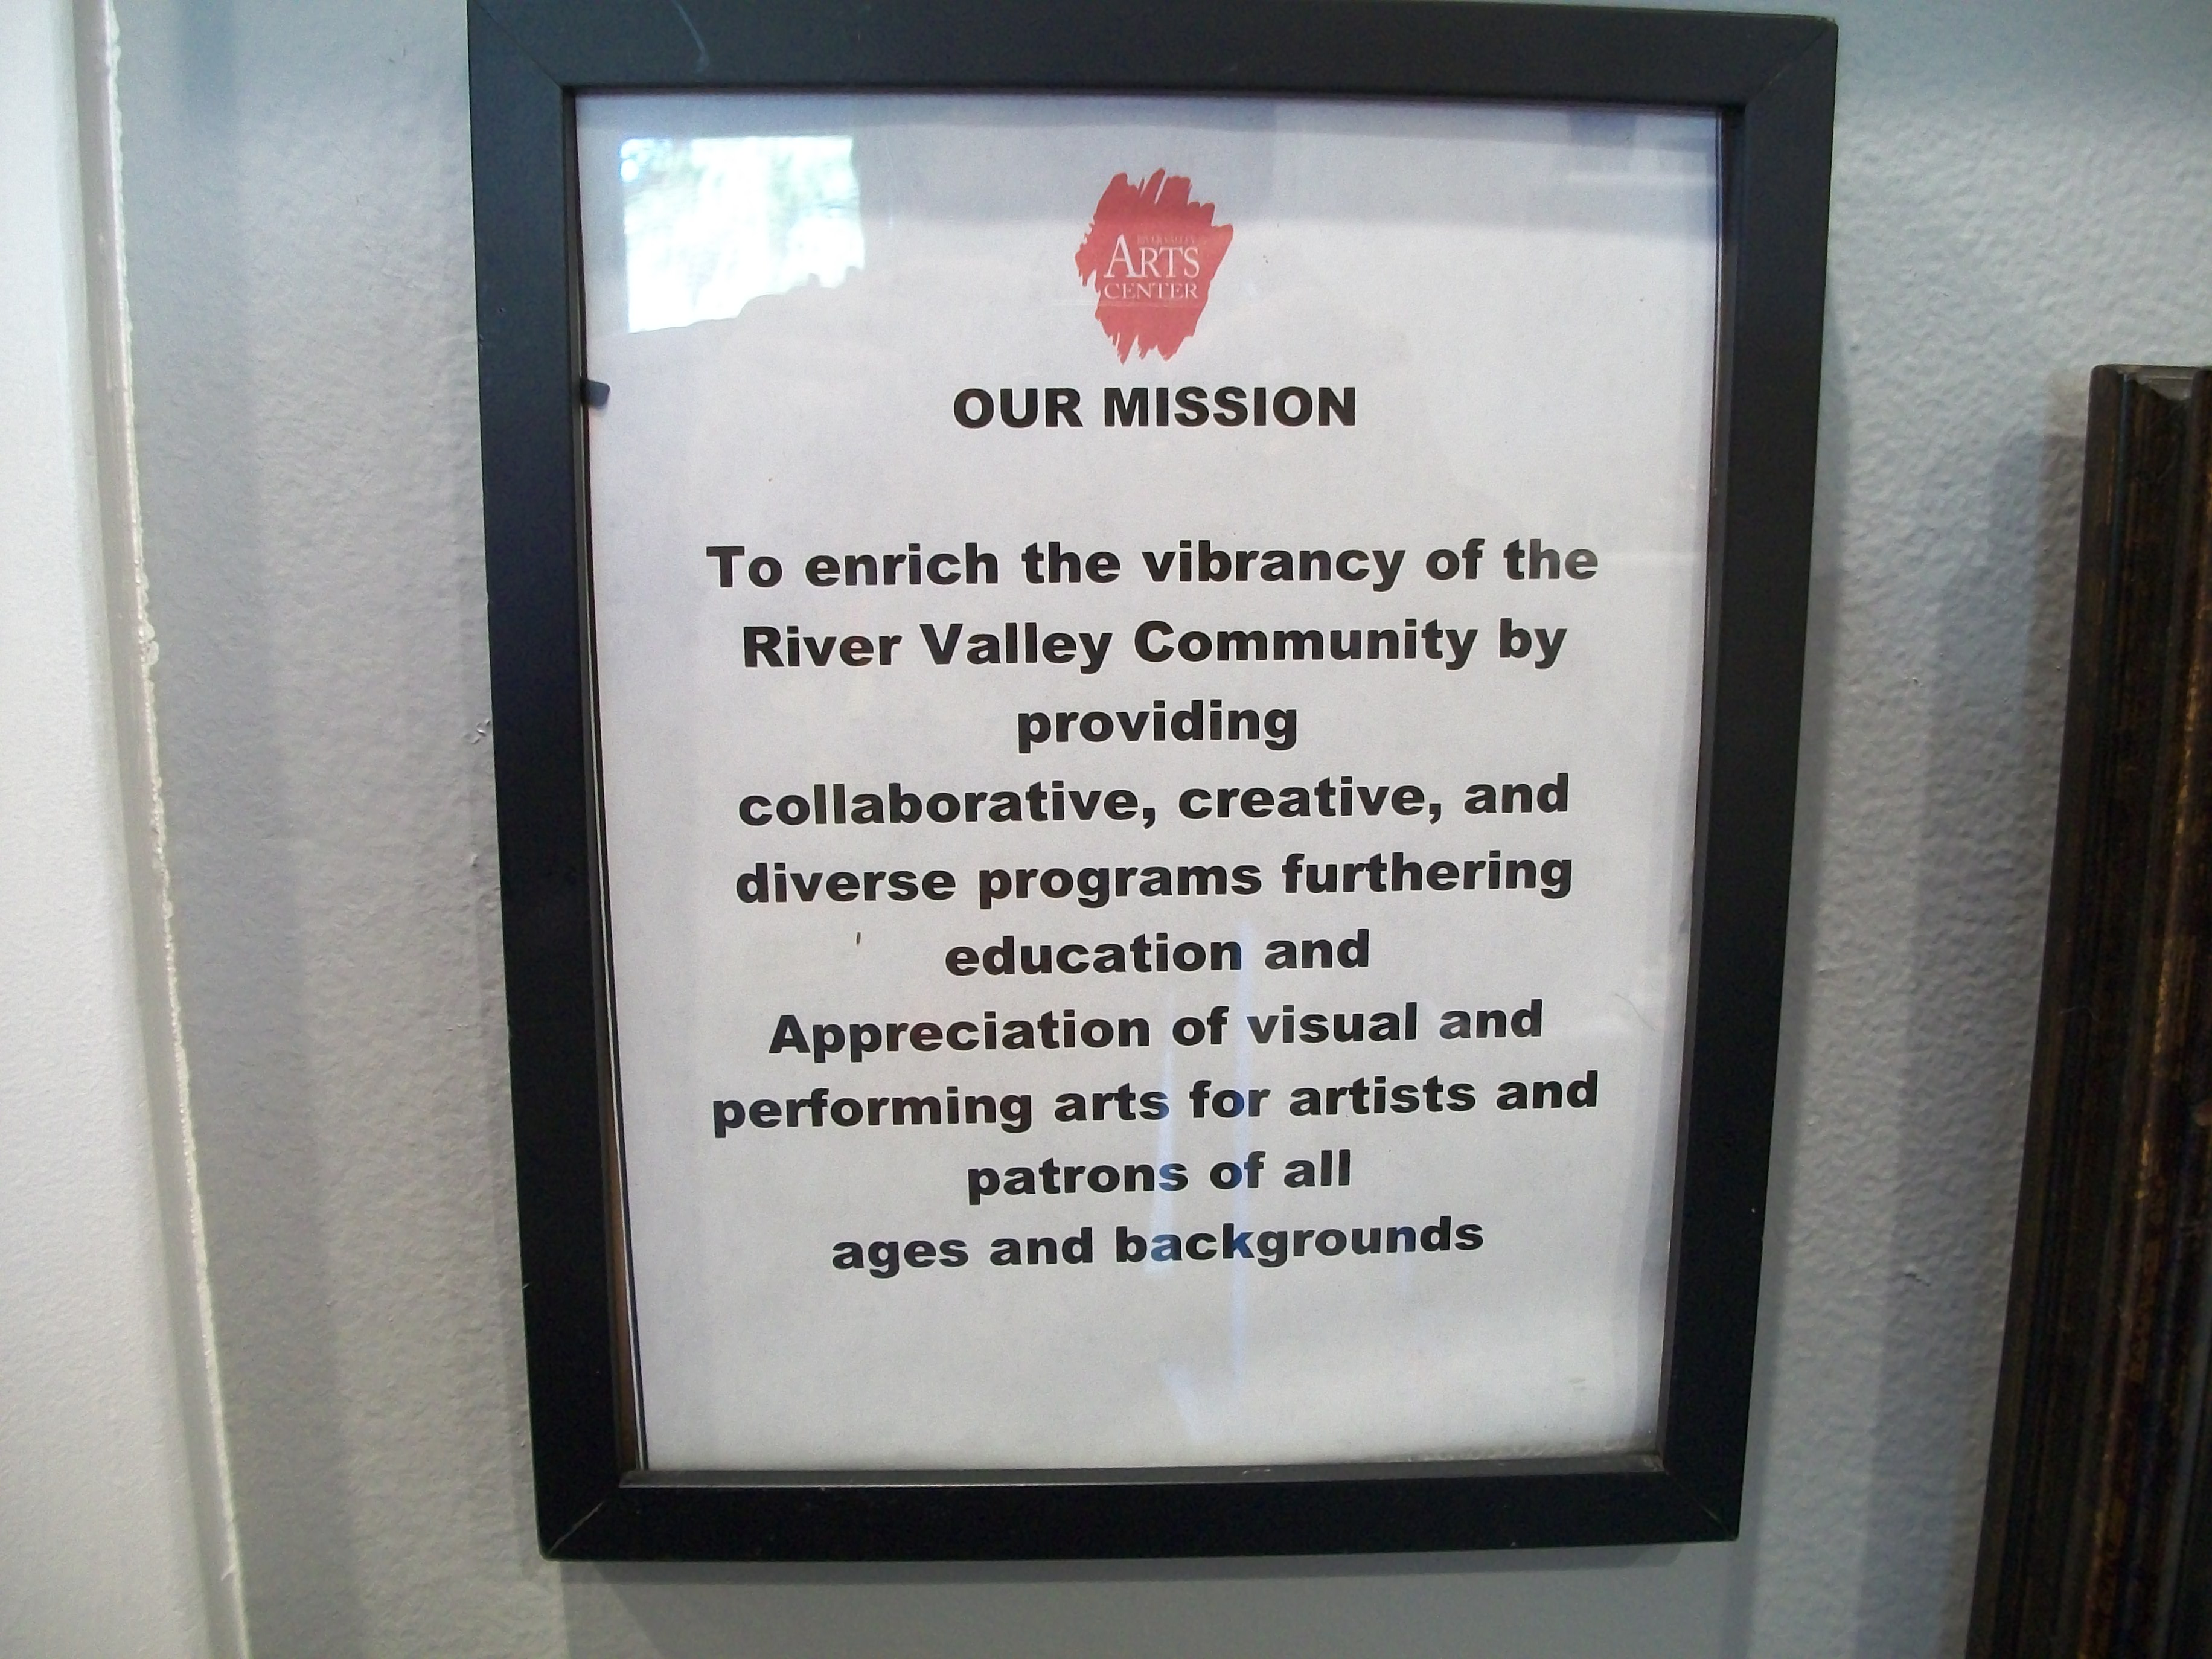 ARTS
CENTER
OUR MISSION
To enrich the vibrancy of the
River Valley Community by
providing
collaborative, creative, and
diverse programs furthering
education and
Appreciation of visual and
performing arts for artists and
patrons of all
ages and backgrounds